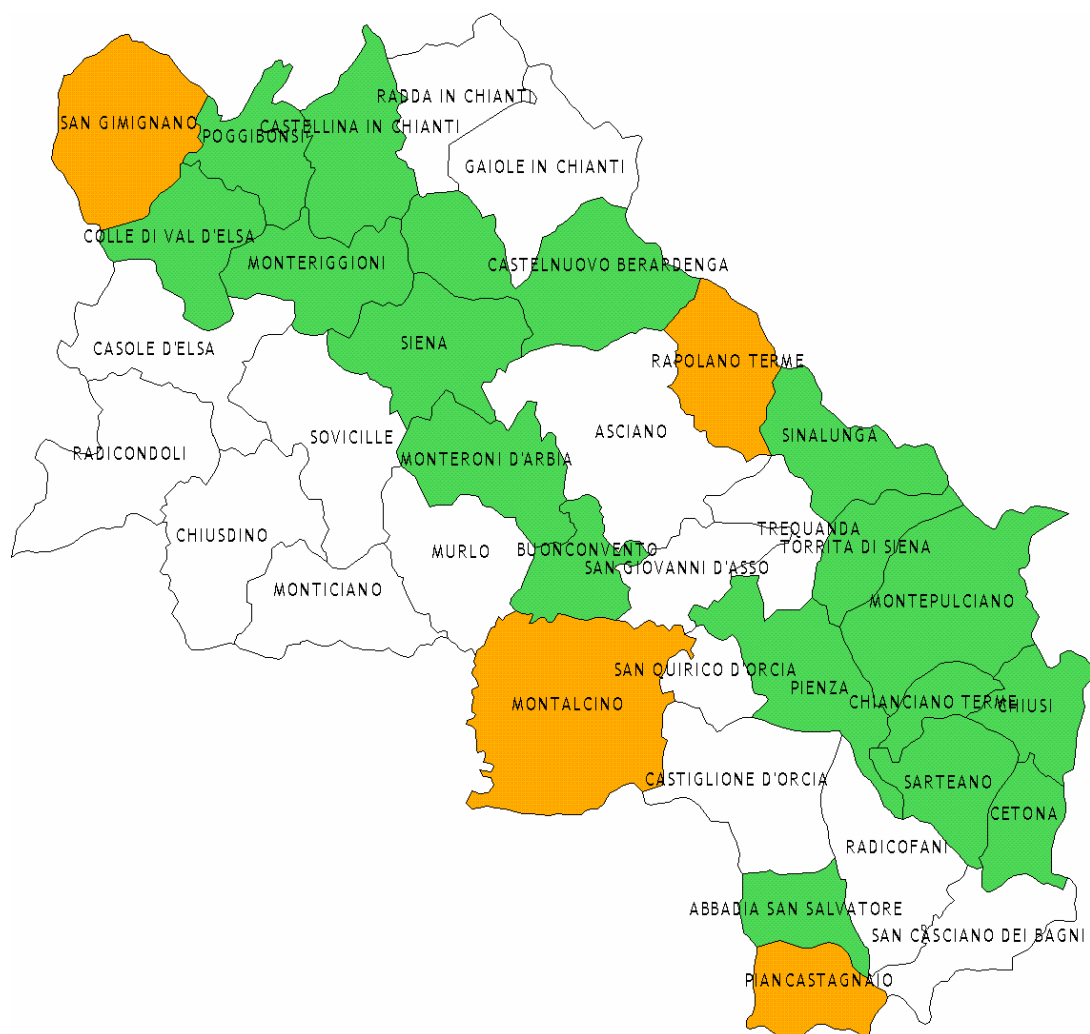 RADDA IN CHIANTI
SAN GIMIGNANO
CASTELLINA IN CHIANTI
POGGIBONSI
GAIOLE IN CHIANTI
COLLE DI VAL D'ELSA
MONTERIGGIONI
CASTELNUOVO BERARDENGA
SIENA
CASOLE D'ELSA
RAPOLANO TERME
ASCIANO
SINALUNGA
SOVICILLE
RADICONDOLI
MONTERONI D'ARBIA
TREQUANDA
CHIUSDINO
TORRITA DI SIENA
MURLO
BUONCONVENTO
SAN GIOVANNI D'ASSO
MONTICIANO
MONTEPULCIANO
SAN QUIRICO D'ORCIA
PIENZA
MONTALCINO
CHIANCIANO TERME
CHIUSI
CASTIGLIONE D'ORCIA
SARTEANO
CETONA
RADICOFANI
ABBADIA SAN SALVATORE
SAN CASCIANO DEI BAGNI
PIANCASTAGNAIO